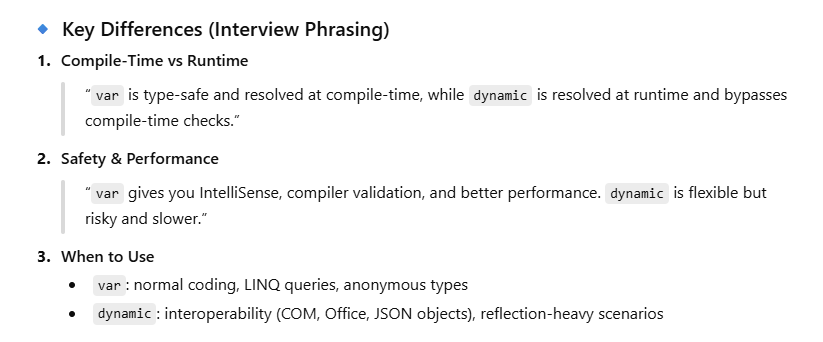 Key Differences (Interview Phrasing)
1. Compile-Time vs Runtime
“var is type-safe and resolved at compile-time, while dynamic is resolved at runtime and bypasses
compile-time checks.”
2. Safety & Performance
“var gives you IntelliSense, compiler validation, and better performance. dynamic is flexible but
risky and slower.”
3. When to Use
• var: normal coding, LINQ queries, anonymous types
• dynamic: interoperability (COM, Office, JSON objects), reflection-heavy scenarios